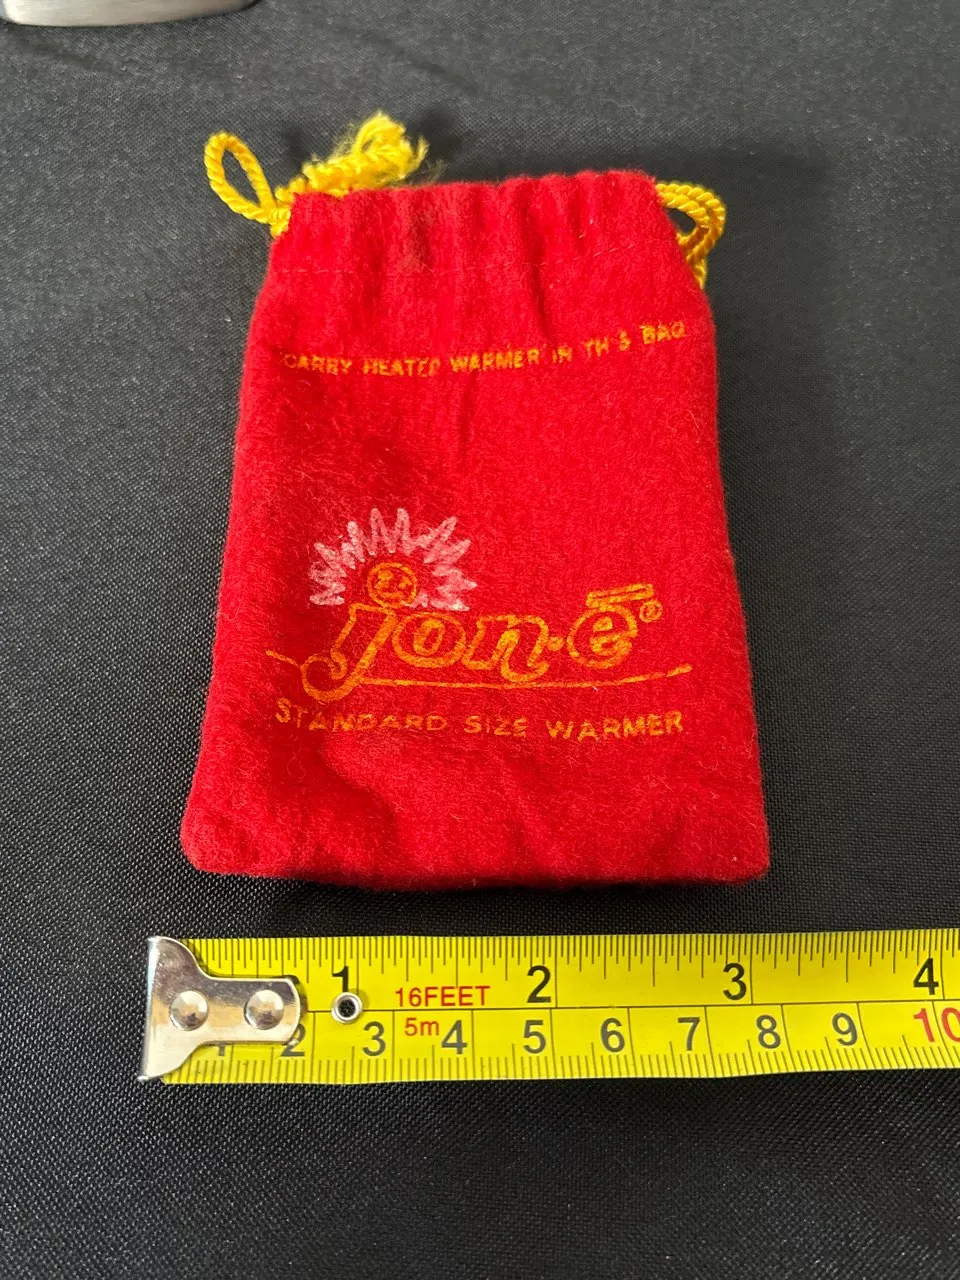 CARRY HEATED WARMER IN THIS BAG
jon-e®
STANDARD SIZE WARMER
1 2 3 4
16FEET
5m
1 2 3 4 5 6 7 8 9 10